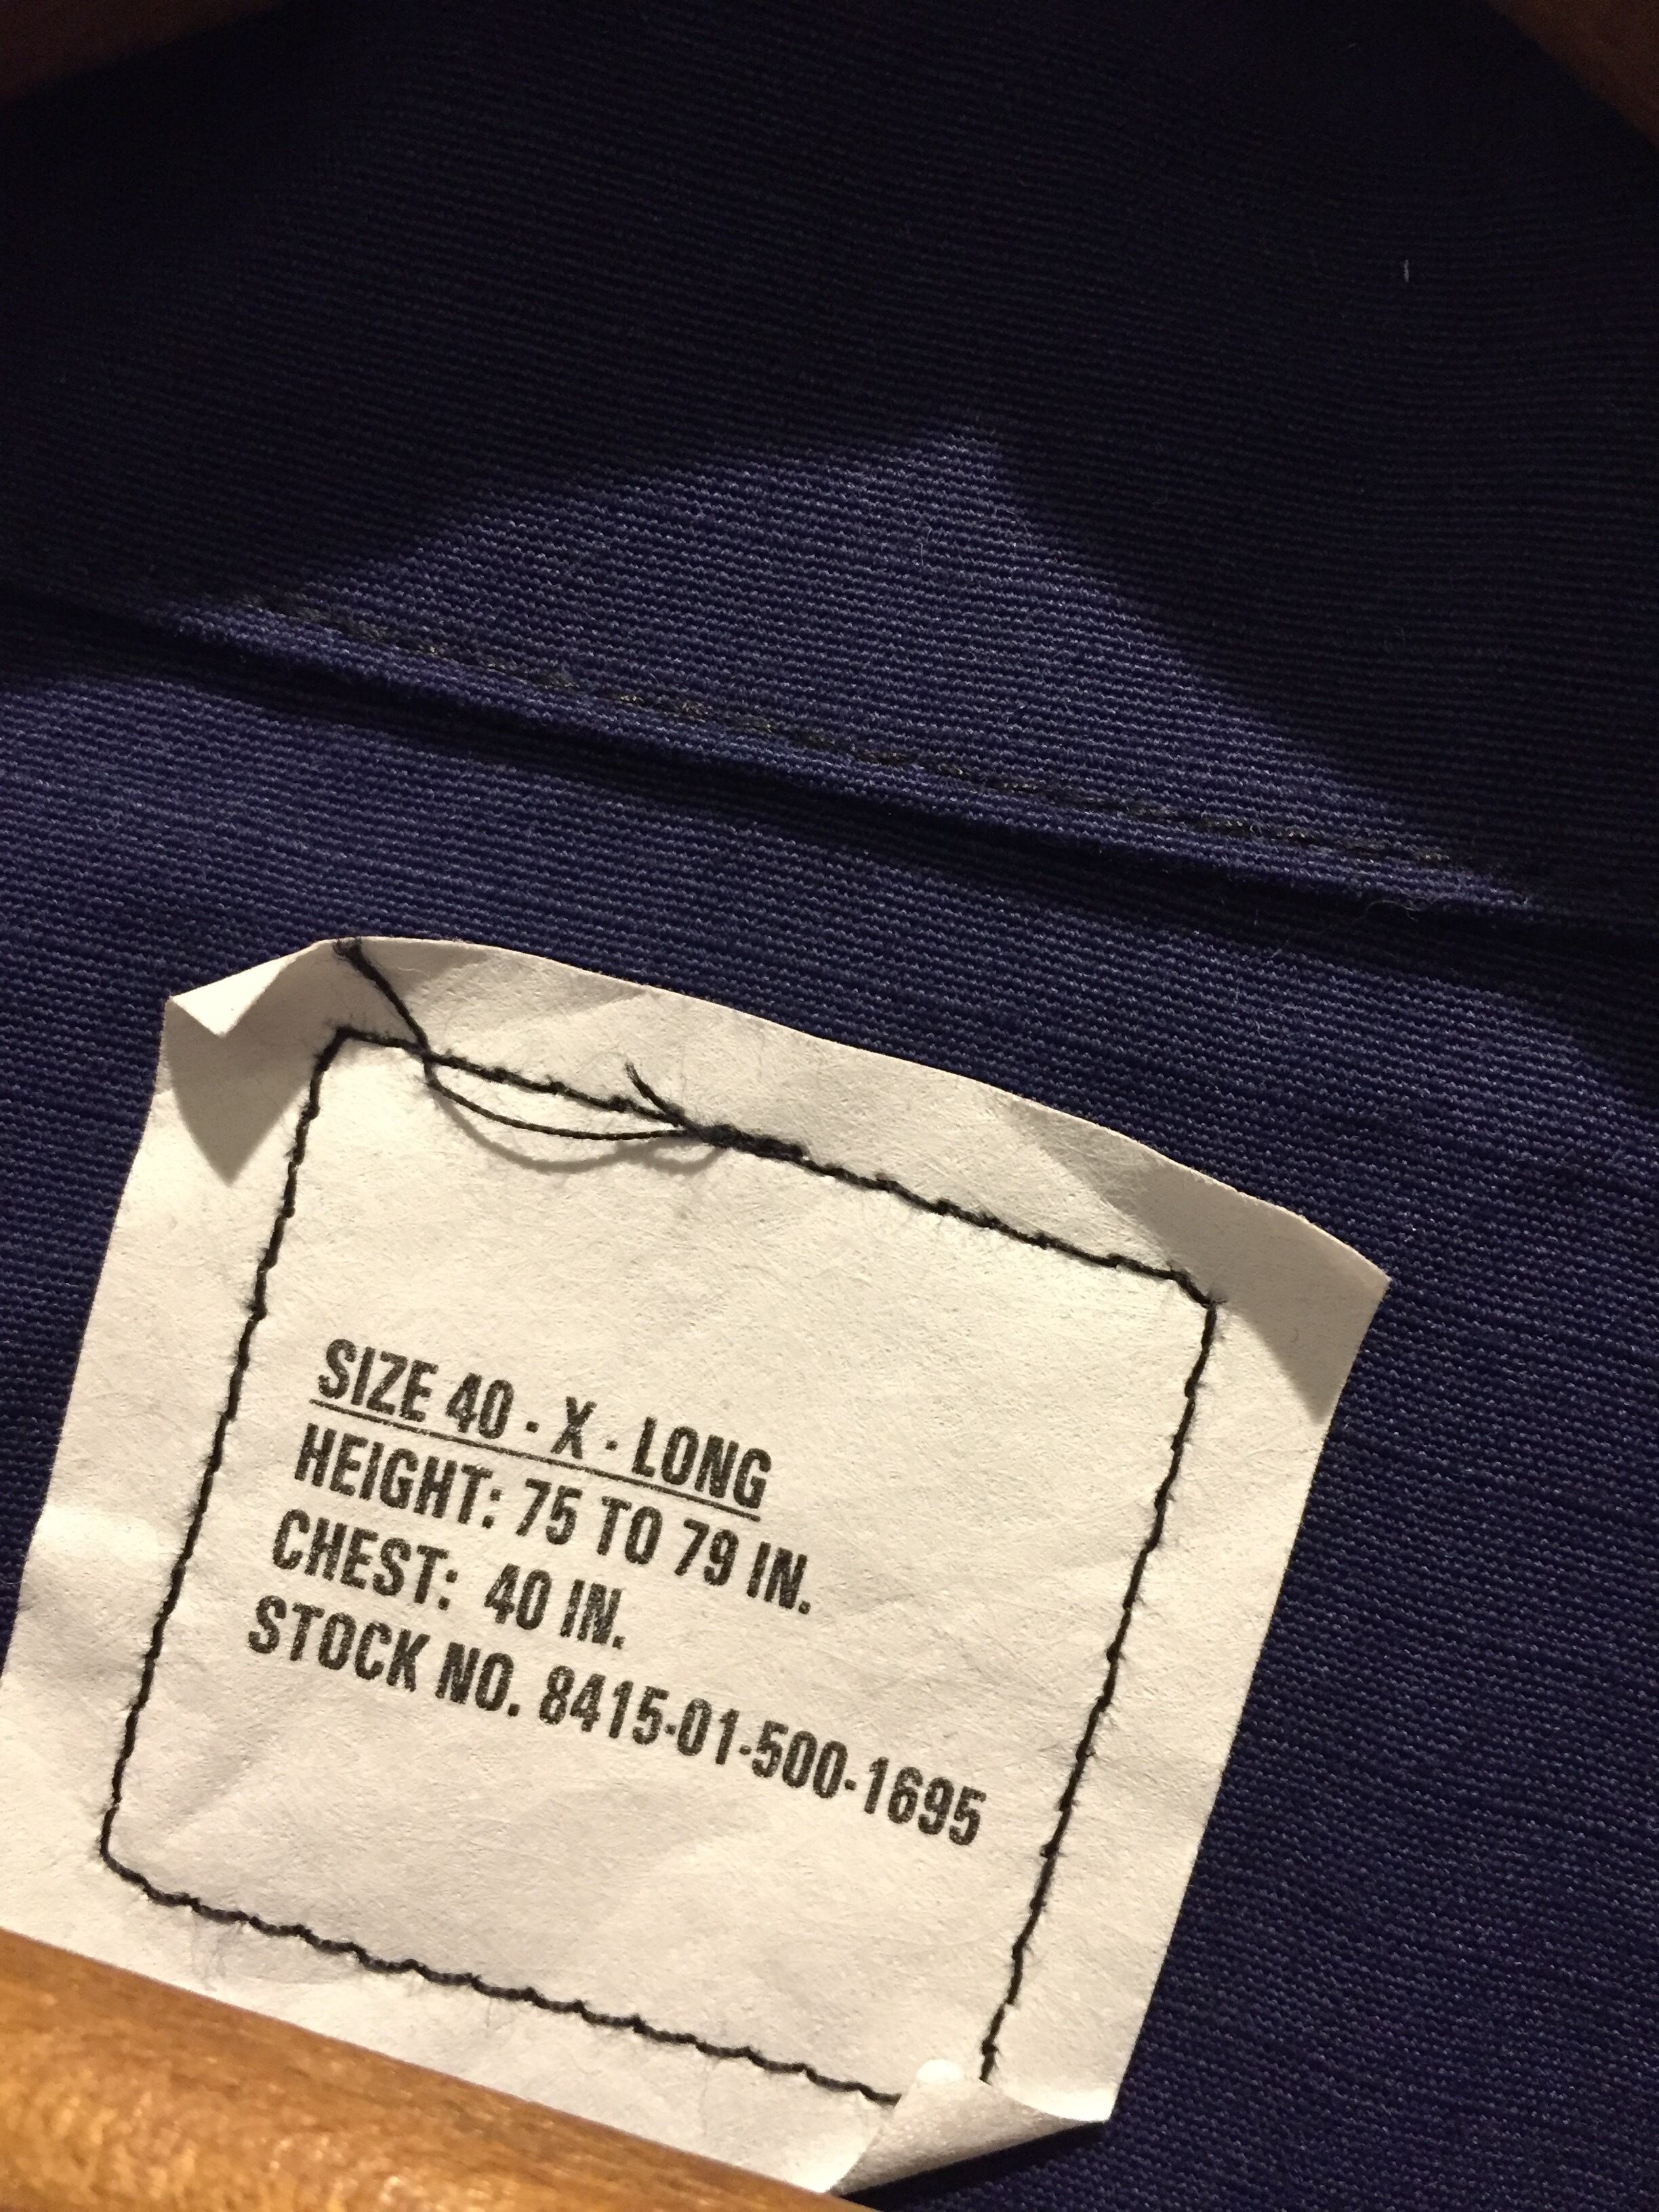 SIZE 40 - X - LONG
HEIGHT: 75 TO 79 IN.
CHEST: 40 IN.
STOCK NO. 8415-01-500-1695